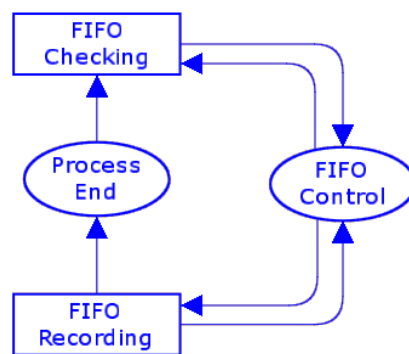 FIFO
Checking
Process
End
FIFO
Control
FIFO
Recording